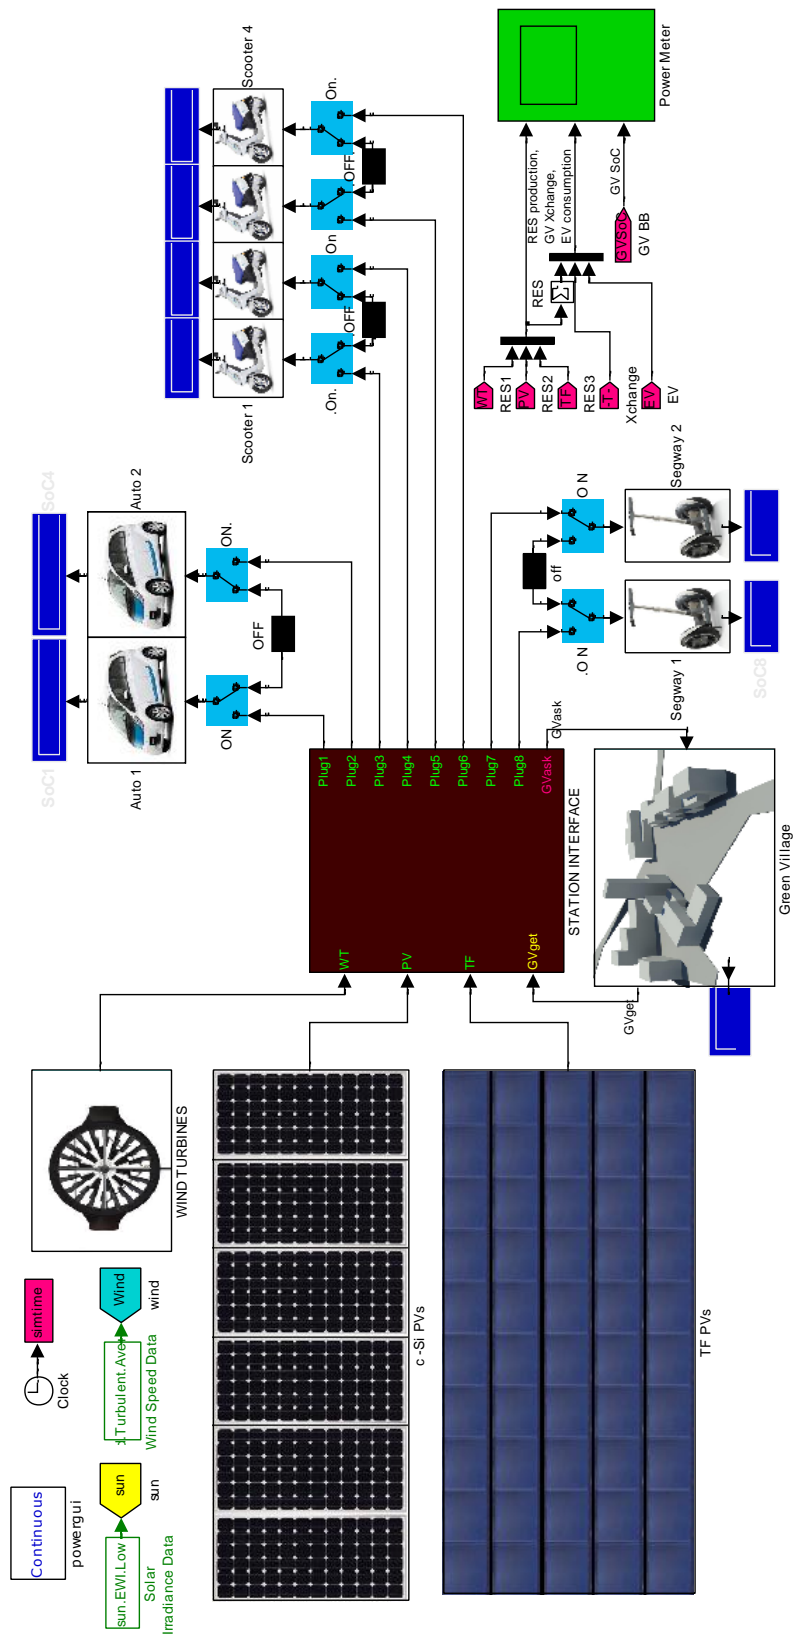 Continuous
powergui
sun.EWI.Low
Solar
Irradiance Data
sun
sun
simtime
Clock
d.Turbulent.Ave
Wind Speed Data
Wind
wind
WIND TURBINES
c -Si PVs
TF PVs
WT
PV
TF
GVget
GVget
STATION INTERFACE
Plug1
Plug2
Plug3
Plug4
Plug5
Plug6
Plug7
Plug8
GVask
GVask
Green Village
SoC1
SoC4
Auto 1
Auto 2
ON
OFF
ON.
Scooter 1
Scooter 4
.On.
.OFF
On
.OFF.
On.
Segway 1
Segway 2
.O N
off
O N
SoC8
WT
RES1
PV
RES2
TF
RES3
-T-
Xchange
EV
EV
RES
RES production,
GV Xchange,
EV consumption
GVSoC
GV BB
GV SoC
Power Meter